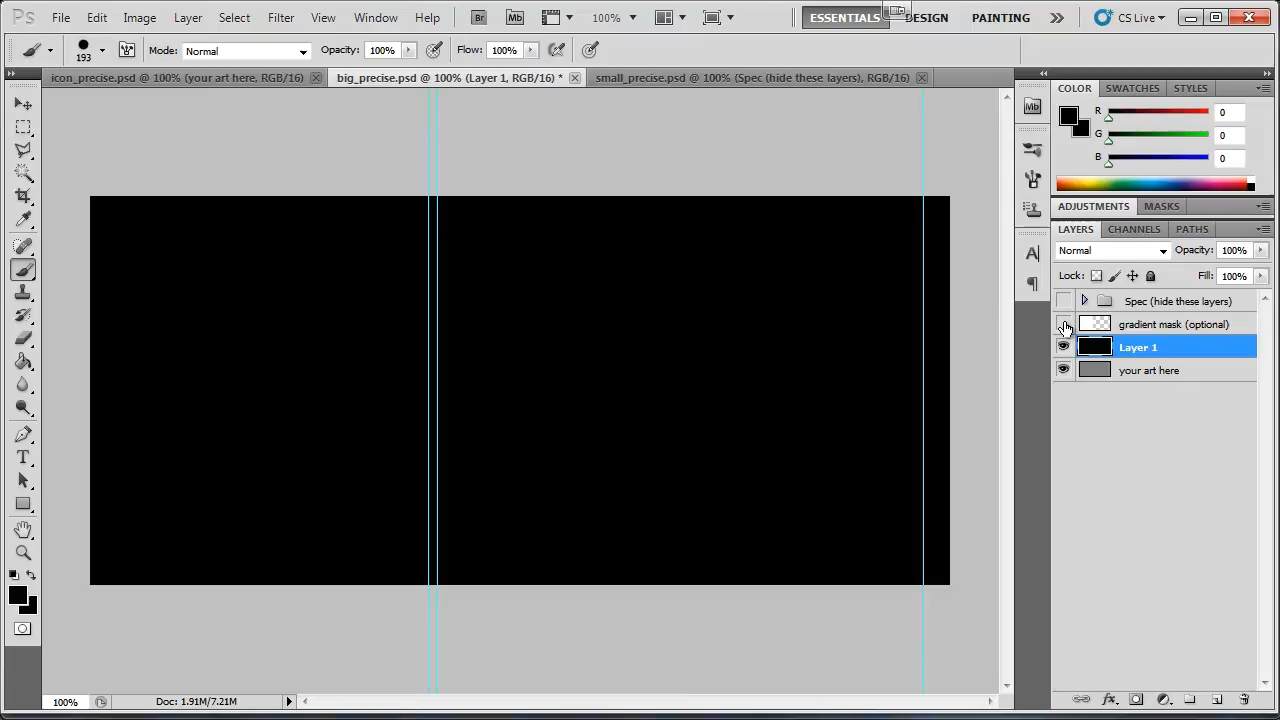 Ps File Edit Image Layer Select Filter View Window Help Br Mb 100% ESSENTIALS DESIGN PAINTING CS Live
193 Mode: Normal Opacity: 100% Flow: 100%
icon_precise.psd @ 100% (your art here, RGB/16) big_precise.psd @ 100% (Layer 1, RGB/16) * small_precise.psd @ 100% (Spec (hide these layers), RGB/16)
COLOR SWATCHES STYLES
Mb
R 0
G 0
B 0
ADJUSTMENTS MASKS
LAYERS CHANNELS PATHS
Normal Opacity: 100%
Lock: Fill: 100%
Spec (hide these layers)
gradient mask (optional)
Layer 1
your art here
A
T
100% Doc: 1.91M/7.21M
fx